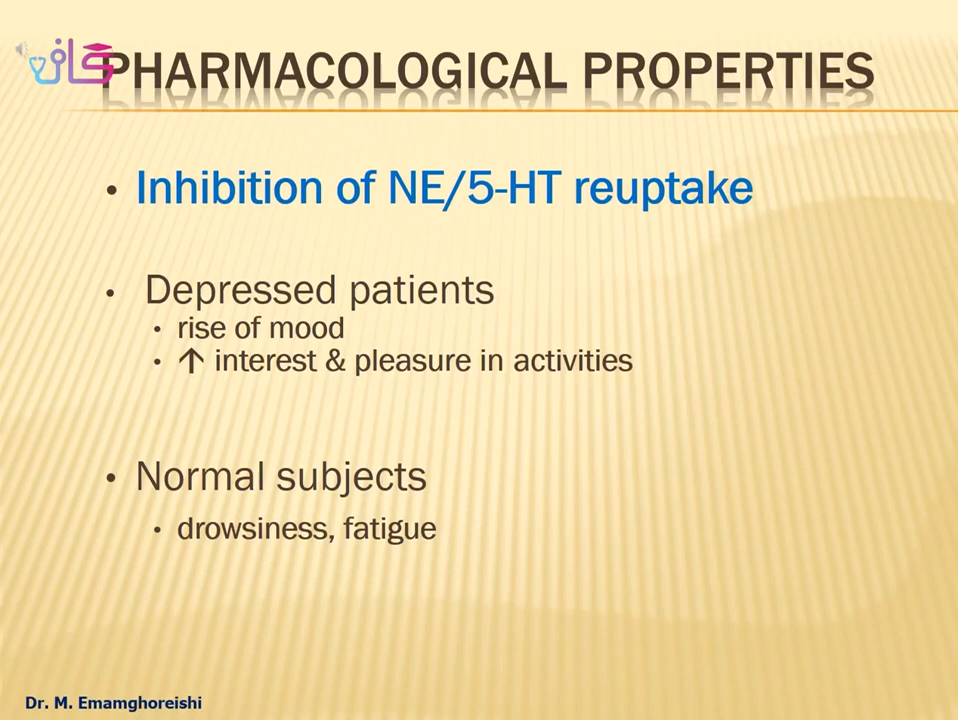 کافی
PHARMACOLOGICAL PROPERTIES
• Inhibition of NE/5-HT reuptake
• Depressed patients
• rise of mood
• ↑ interest & pleasure in activities
• Normal subjects
• drowsiness, fatigue
Dr. M. Emamghoreishi